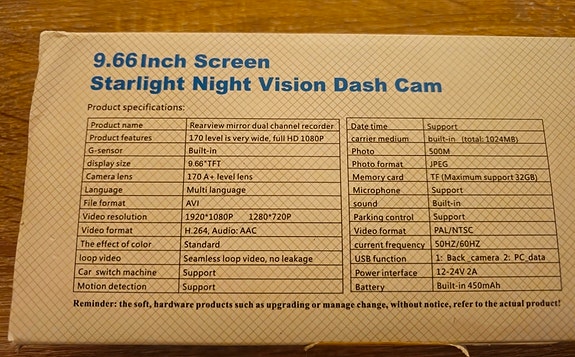 9.66Inch Screen
Starlight Night Vision Dash Cam
Product specifications:
Product name Rearview mirror dual channel recorder
Product features 170 level is very wide, full HD 1080P
G-sensor Built-in
display size 9.66"TFT
Camera lens 170 A+ level lens
Language Multi language
File format AVI
Video resolution 1920*1080P 1280*720P
Video format H.264, Audio: AAC
The effect of color Standard
loop video Seamless loop video, no leakage
Car switch machine Support
Motion detection Support
Date time Support
carrier medium built-in (total: 1024MB)
Photo 500M
Photo format JPEG
Memory card TF (Maximum support 32GB)
Microphone Support
sound Built-in
Parking control Support
Video format PAL/NTSC
current frequency 50HZ/60HZ
USB function 1: Back_camera 2: PC_data
Power interface 12-24V 2A
Battery Built-in 450mAh
Reminder: the soft, hardware products such as upgrading or manage change, without notice, refer to the actual product!